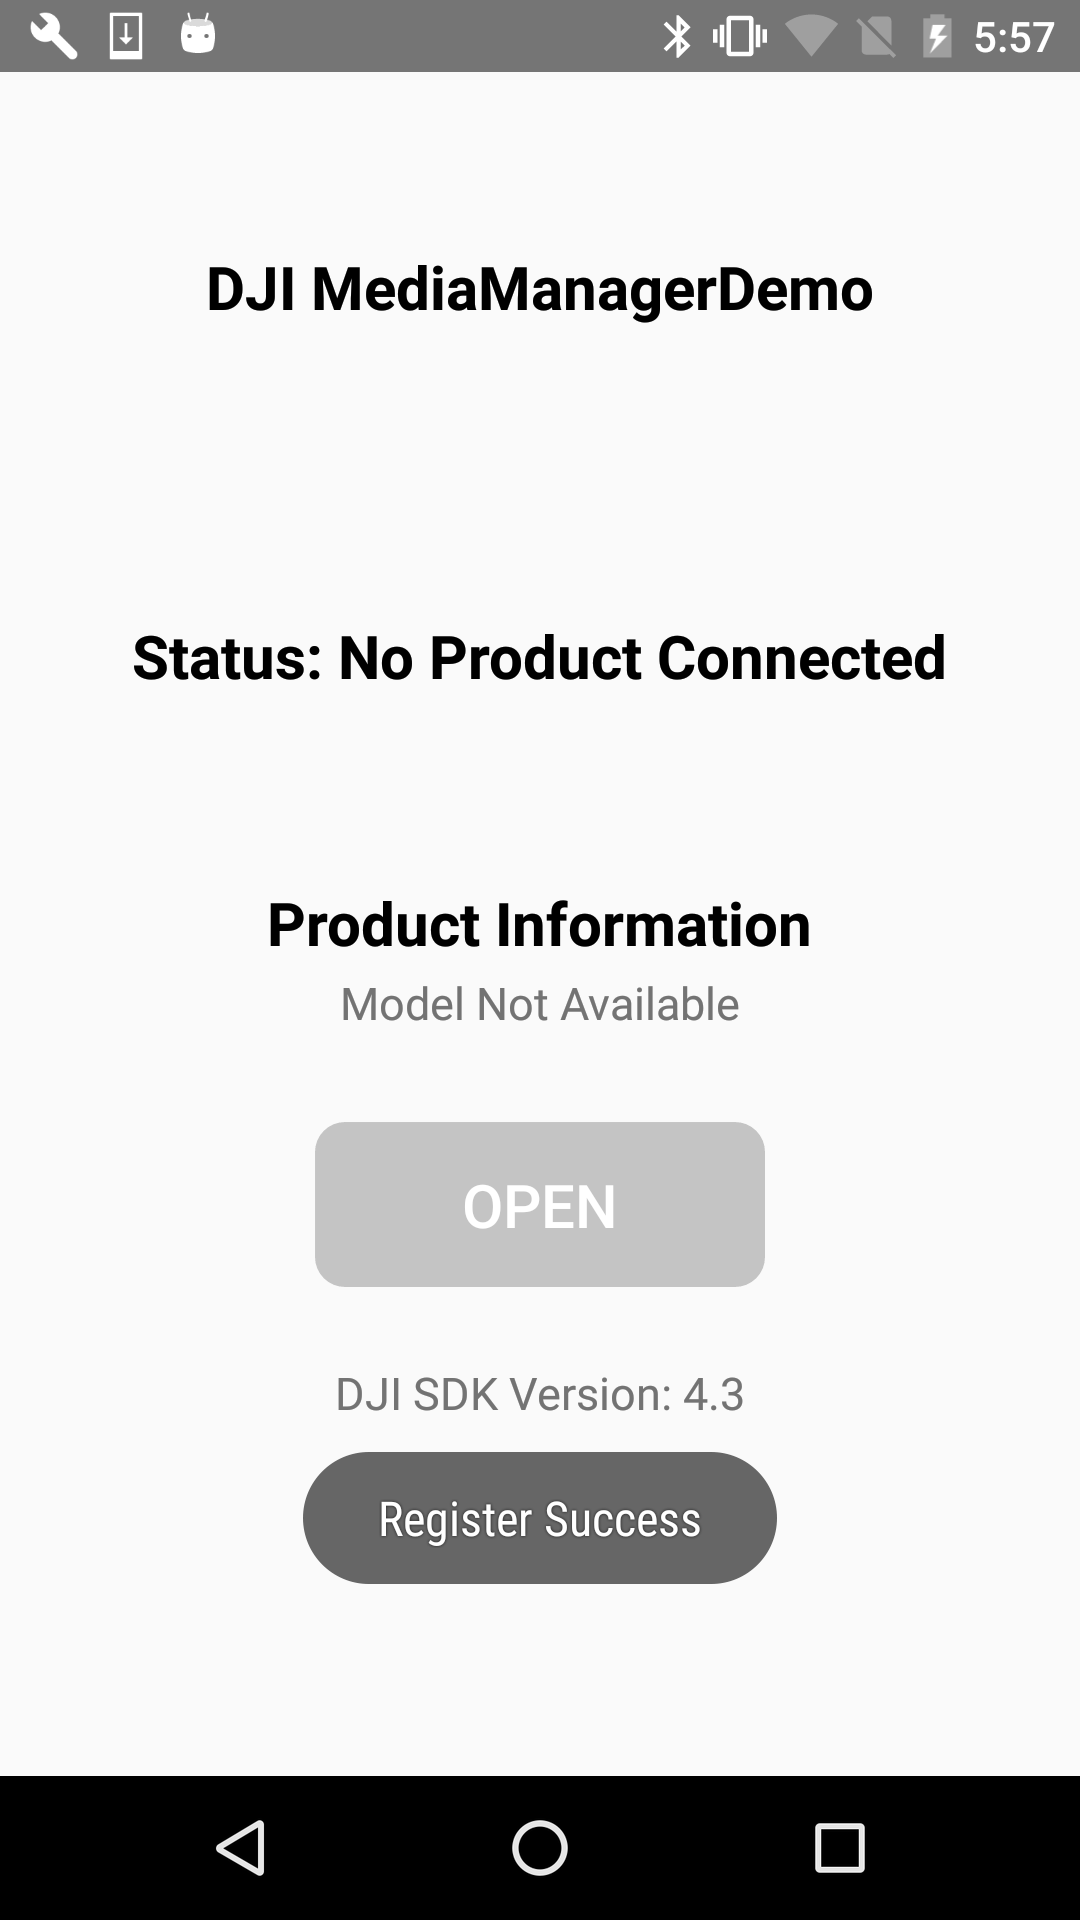 5:57
DJI MediaManagerDemo
Status: No Product Connected
Product Information
Model Not Available
OPEN
DJI SDK Version: 4.3
Register Success